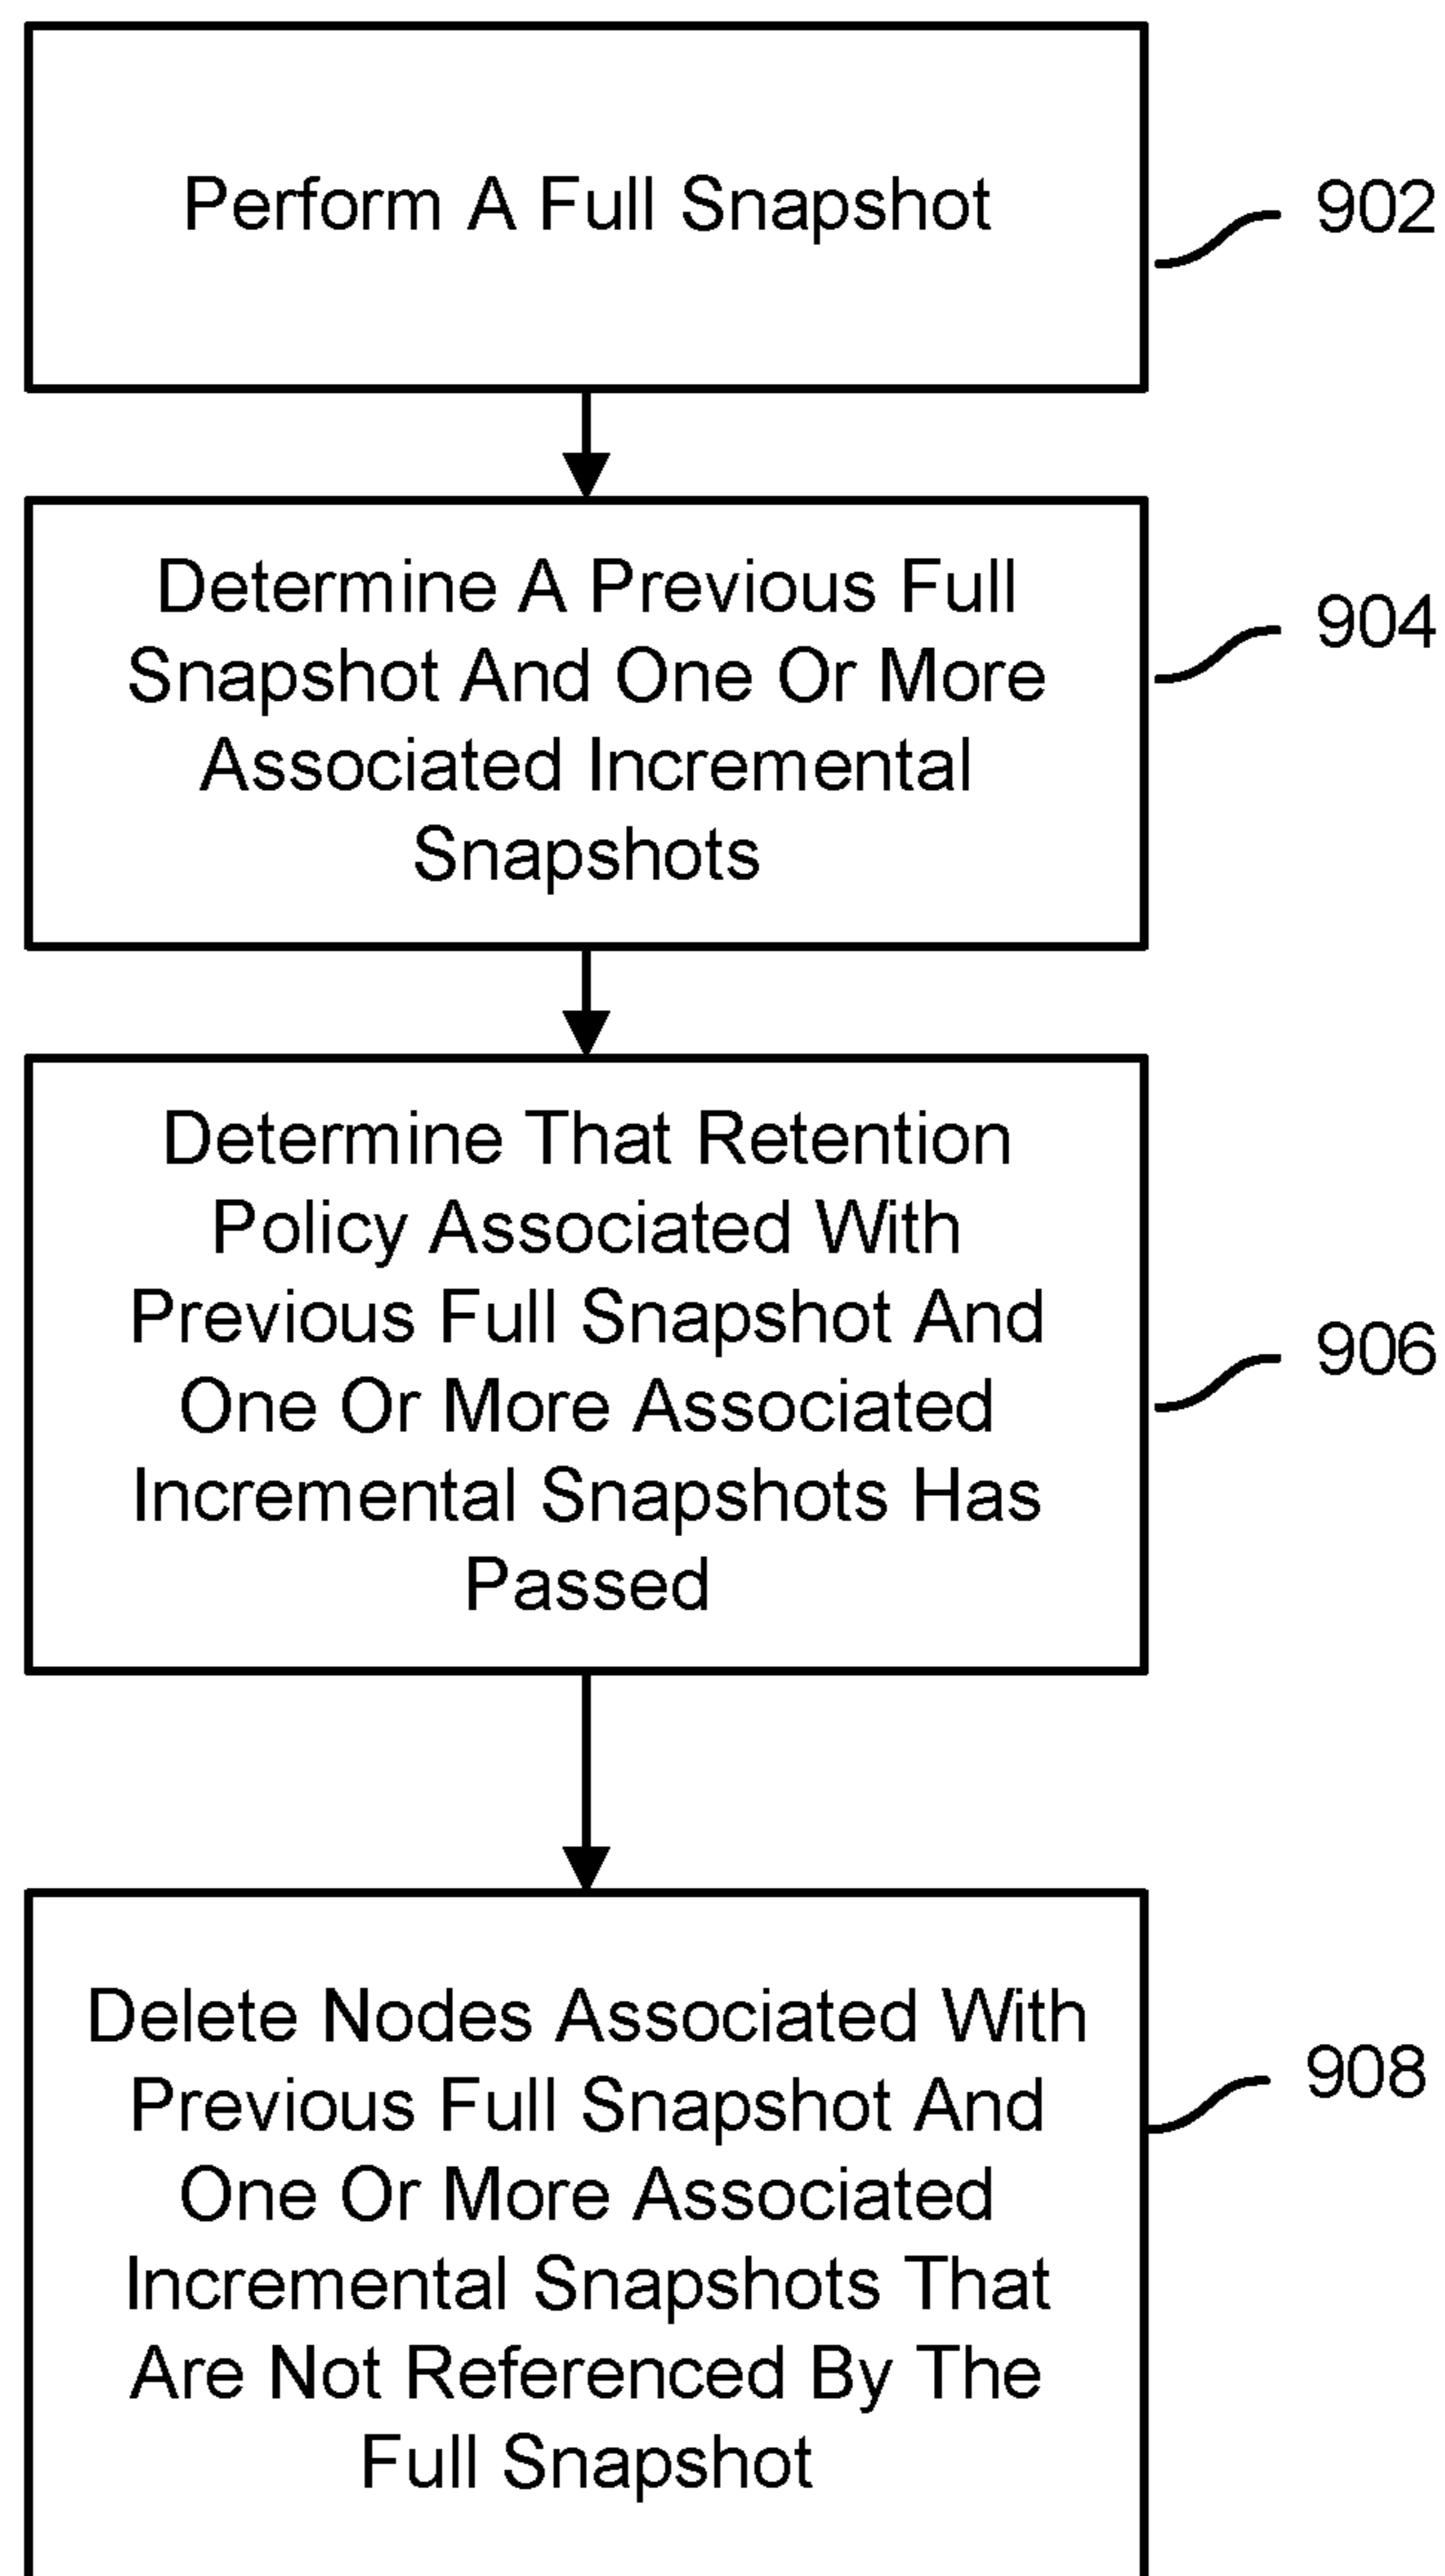 Perform A Full Snapshot
902
Determine A Previous Full
Snapshot And One Or More
Associated Incremental
Snapshots
904
Determine That Retention
Policy Associated With
Previous Full Snapshot And
One Or More Associated
Incremental Snapshots Has
Passed
906
Delete Nodes Associated With
Previous Full Snapshot And
One Or More Associated
Incremental Snapshots That
Are Not Referenced By The
Full Snapshot
908